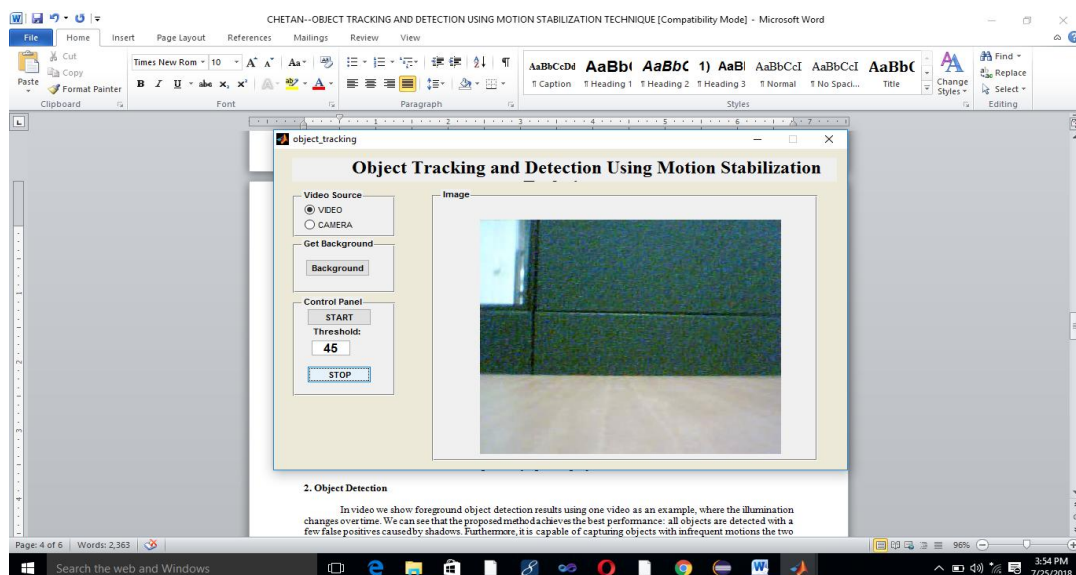 CHETAN--OBJECT TRACKING AND DETECTION USING MOTION STABILIZATION TECHNIQUE [Compatibility Mode] - Microsoft Word
File Home Insert Page Layout References Mailings Review View
Cut
Copy
Paste
Format Painter
Clipboard
Times New Rom 10
Font
Paragraph
AaBbCcDd AaBb( AaBbC 1) AaBl AaBbCcI AaBbCcI AaBb(
¶ Caption ¶ Heading 1 ¶ Heading 2 ¶ Heading 3 ¶ Normal ¶ No Spaci... Title
Change Styles
Styles
Find
Replace
Select
Editing
object_tracking
Object Tracking and Detection Using Motion Stabilization
Video Source
VIDEO
CAMERA
Get Background
Background
Control Panel
START
Threshold:
45
STOP
Image
2. Object Detection
In video we show foreground object detection results using one video as an example, where the illumination
changes over time. We can see that the proposed method achieves the best performance: all objects are detected with a
few false positives caused by shadows. Furthermore, it is capable of capturing objects with infrequent motions the two
Page: 4 of 6 Words: 2,363
96%
Search the web and Windows
3:54 PM
7/25/2018